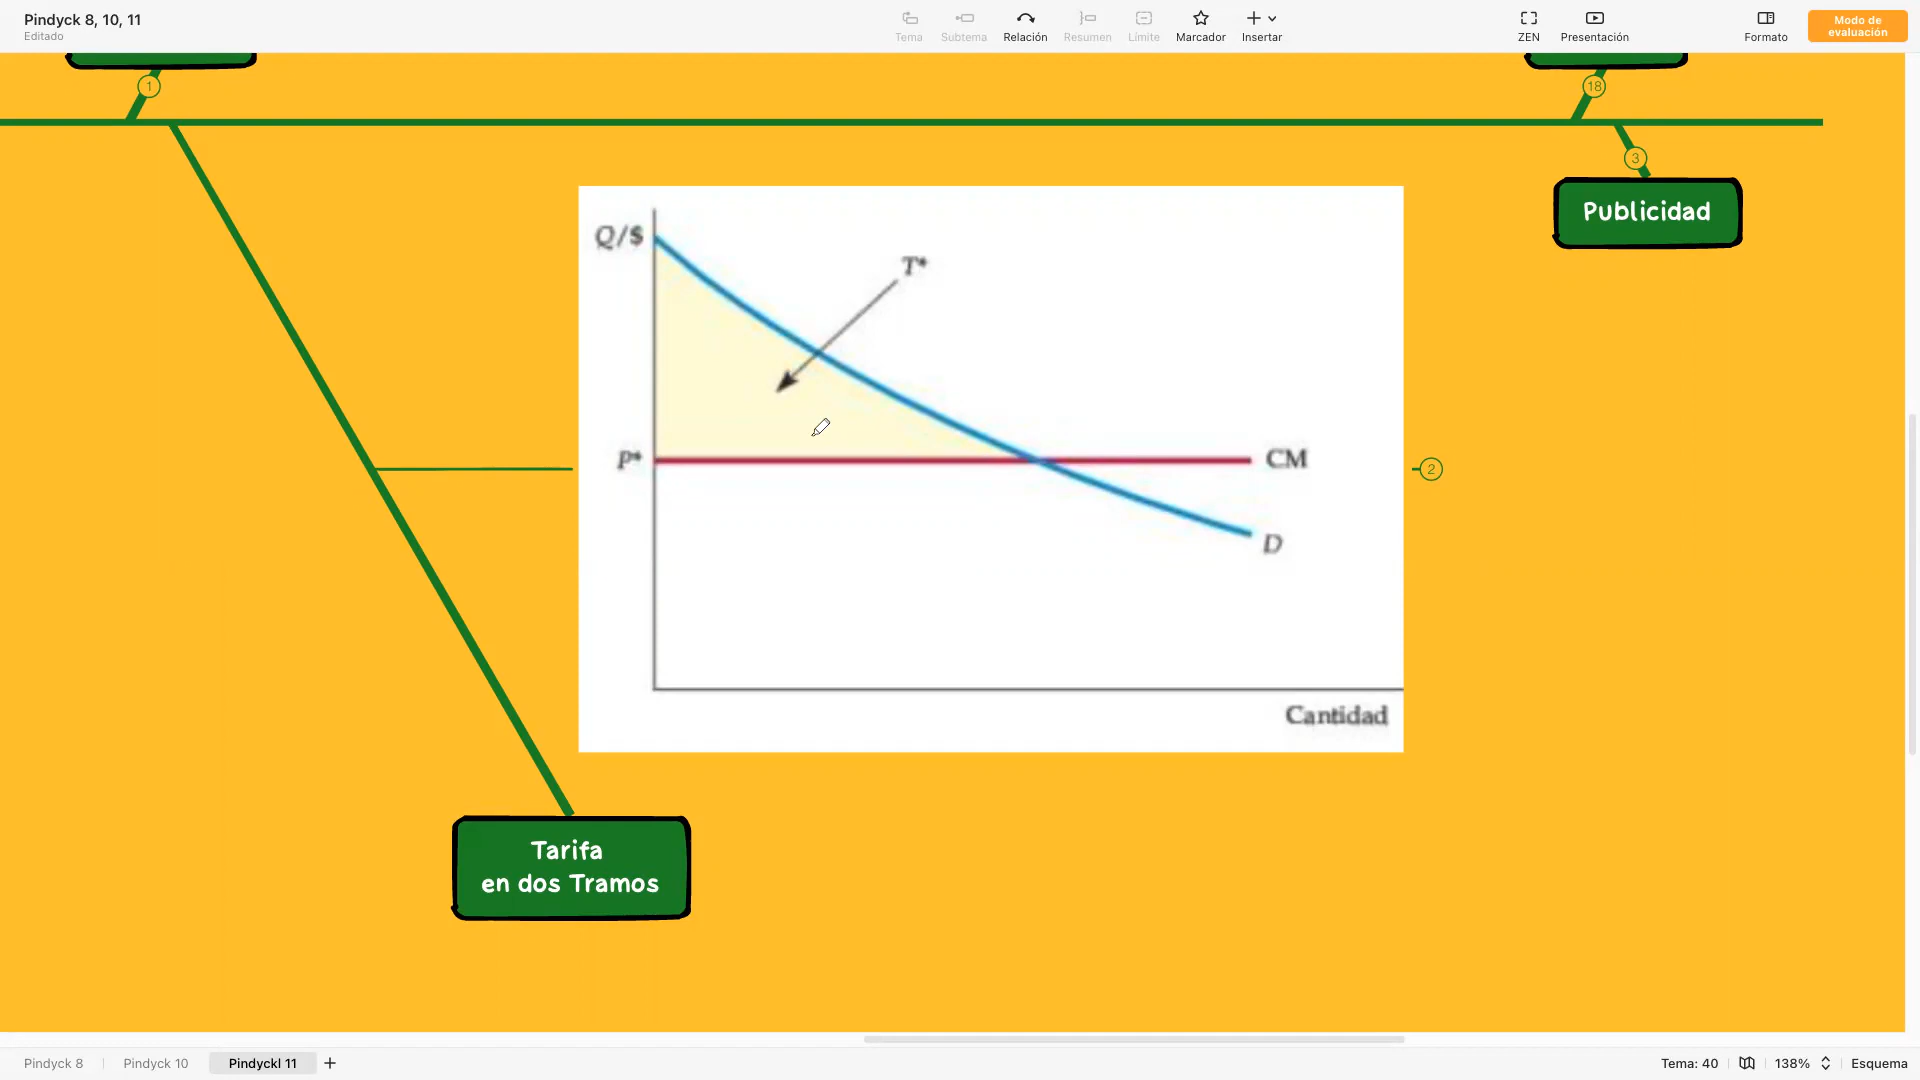 Pindyck 8, 10, 11
Editado
Tema
Subtema
Relación
Resumen
Límite
Marcador
Insertar
ZEN
Presentación
Formato
Modo de
evaluación
1
18
3
Publicidad
Q/$
T*
P*
CM
D
2
Cantidad
Tarifa
en dos Tramos
Pindyck 8
Pindyck 10
Pindyckl 11
Tema: 40
138%
Esquema